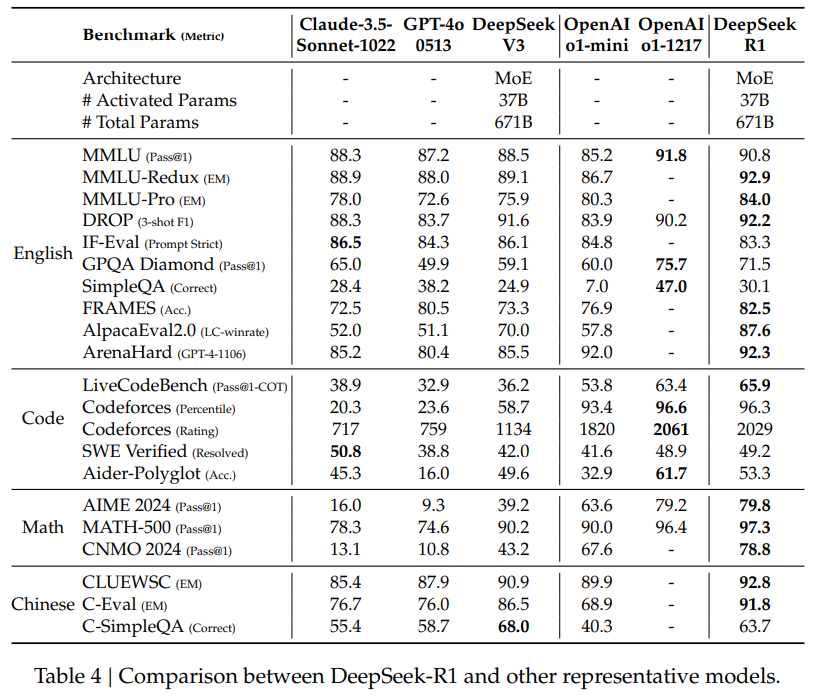 Benchmark (Metric) Claude-3.5- GPT-4o DeepSeek OpenAI OpenAI DeepSeek
Sonnet-1022 0513 V3 o1-mini o1-1217 R1
Architecture - - MoE - - MoE
# Activated Params - - 37B - - 37B
# Total Params - - 671B - - 671B
English
MMLU (Pass@1) 88.3 87.2 88.5 85.2 91.8 90.8
MMLU-Redux (EM) 88.9 88.0 89.1 86.7 - 92.9
MMLU-Pro (EM) 78.0 72.6 75.9 80.3 - 84.0
DROP (3-shot F1) 88.3 83.7 91.6 83.9 90.2 92.2
IF-Eval (Prompt Strict) 86.5 84.3 86.1 84.8 - 83.3
GPQA Diamond (Pass@1) 65.0 49.9 59.1 60.0 75.7 71.5
SimpleQA (Correct) 28.4 38.2 24.9 7.0 47.0 30.1
FRAMES (Acc.) 72.5 80.5 73.3 76.9 - 82.5
AlpacaEval2.0 (LC-winrate) 52.0 51.1 70.0 57.8 - 87.6
ArenaHard (GPT-4-1106) 85.2 80.4 85.5 92.0 - 92.3
Code
LiveCodeBench (Pass@1-COT) 38.9 32.9 36.2 53.8 63.4 65.9
Codeforces (Percentile) 20.3 23.6 58.7 93.4 96.6 96.3
Codeforces (Rating) 717 759 1134 1820 2061 2029
SWE Verified (Resolved) 50.8 38.8 42.0 41.6 48.9 49.2
Aider-Polyglot (Acc.) 45.3 16.0 49.6 32.9 61.7 53.3
Math
AIME 2024 (Pass@1) 16.0 9.3 39.2 63.6 79.2 79.8
MATH-500 (Pass@1) 78.3 74.6 90.2 90.0 96.4 97.3
CNMO 2024 (Pass@1) 13.1 10.8 43.2 67.6 - 78.8
Chinese
CLUEWSC (EM) 85.4 87.9 90.9 89.9 - 92.8
C-Eval (EM) 76.7 76.0 86.5 68.9 - 91.8
C-SimpleQA (Correct) 55.4 58.7 68.0 40.3 - 63.7
Table 4 | Comparison between DeepSeek-R1 and other representative models.